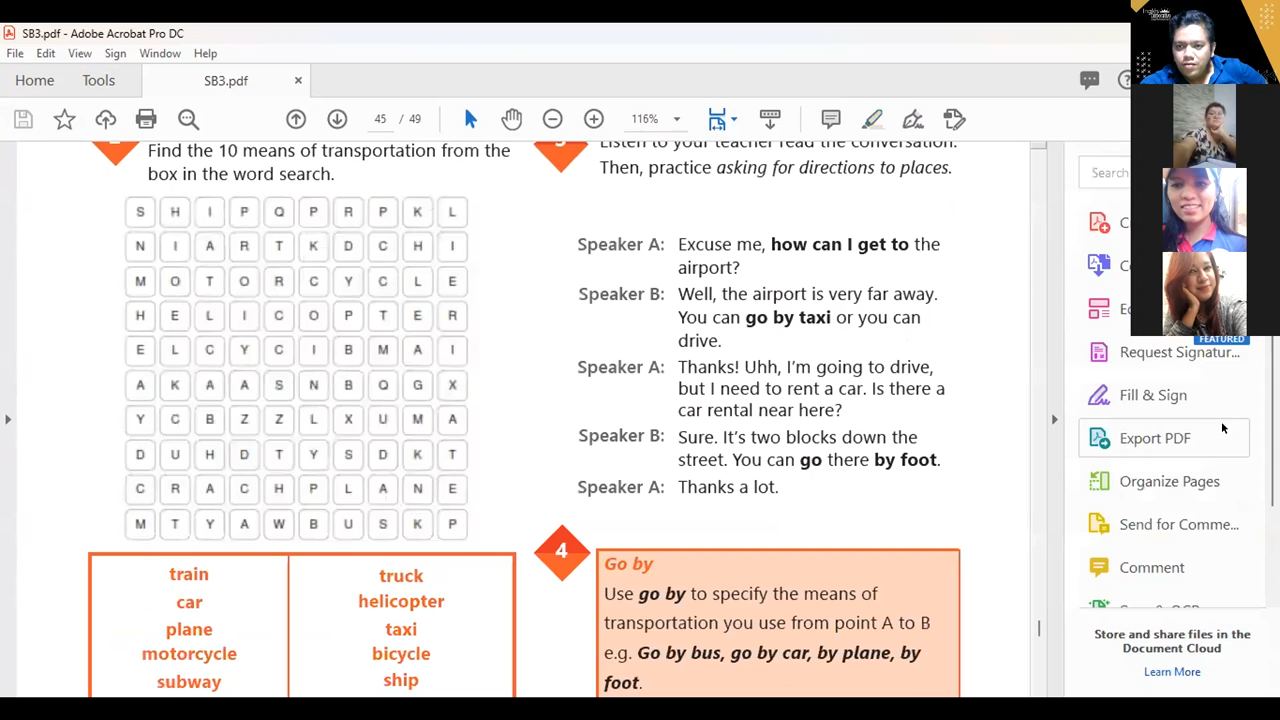 SB3.pdf - Adobe Acrobat Pro DC
File Edit View Window Sign Help
Home Tools SB3.pdf ×
45 / 49 116%
Find the 10 means of transportation from the
box in the word search.
S H I P Q P R P K L
N I A R T K D C H I
M O T O R C Y C L E
H E L I C O P T E R
E L C Y C I B M A I
A K A A S N B Q G X
Y C B Z Z L X U M A
D U H D T Y S D K T
C R A C H P L A N E
M T Y A W B U S K P
train
car
plane
motorcycle
subway
truck
helicopter
taxi
bicycle
ship
Listen to your teacher read the conversation.
Then, practice asking for directions to places.
Speaker A: Excuse me, how can I get to the
airport?
Speaker B: Well, the airport is very far away.
You can go by taxi or you can
drive.
Speaker A: Thanks! Uhh, I'm going to drive,
but I need to rent a car. Is there a
car rental near here?
Speaker B: Sure. It's two blocks down the
street. You can go there by foot.
Speaker A: Thanks a lot.
4
Go by
Use go by to specify the means of
transportation you use from point A to B
e.g. Go by bus, go by car, by plane, by
foot.
Search
FEATURED
Request Signatur...
Fill & Sign
Export PDF
Organize Pages
Send for Comme...
Comment
Store and share files in the
Document Cloud
Learn More